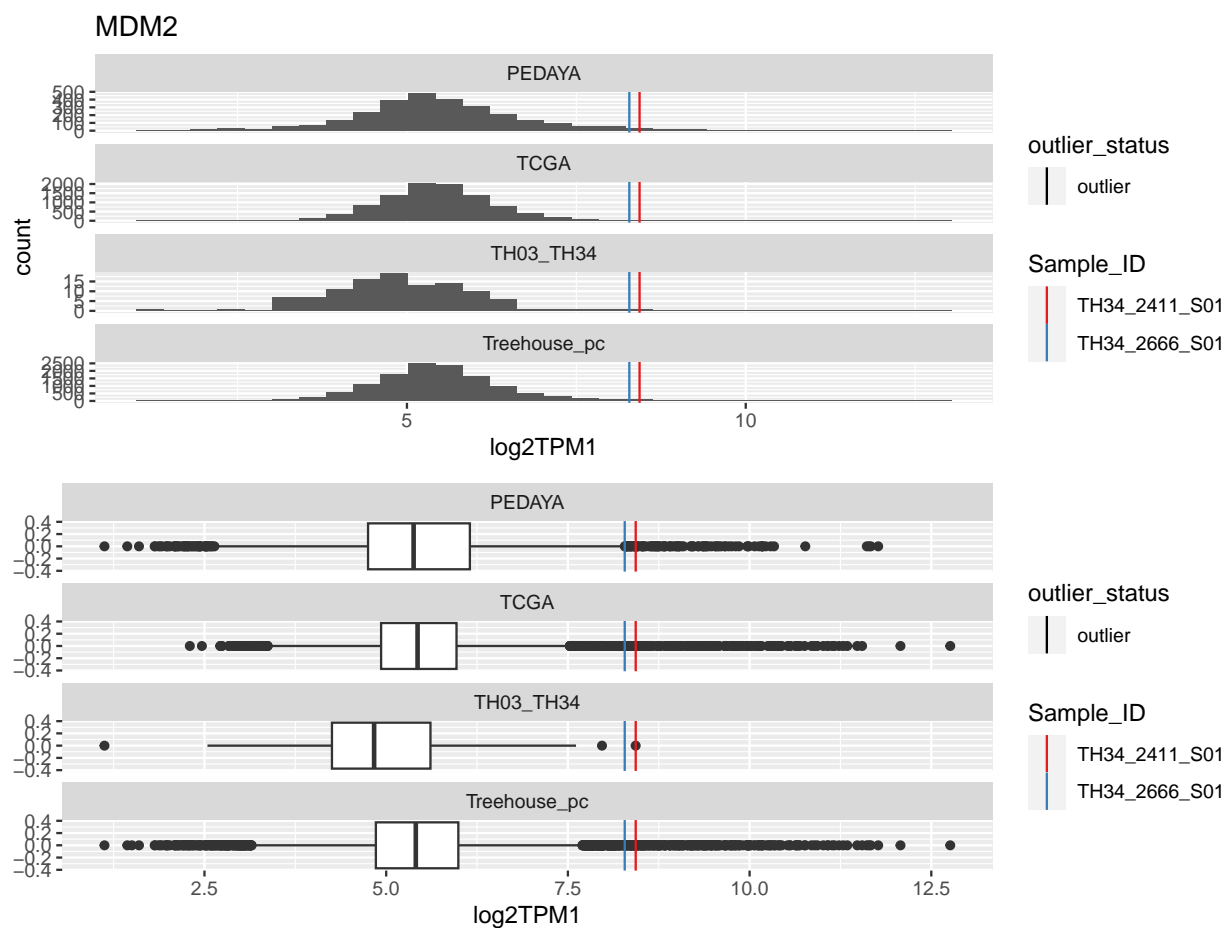 MDM2
PEDAYA
500
400
300
200
100
0
TCGA
2000
1500
1000
500
0
TH03_TH34
15
10
5
0
Treehouse_pc
2500
2000
1500
1000
500
0
count
5 10
log2TPM1
outlier_status
outlier
Sample_ID
TH34_2411_S01
TH34_2666_S01
PEDAYA
0.4
0.2
0.0
−0.2
−0.4
TCGA
0.4
0.2
0.0
−0.2
−0.4
TH03_TH34
0.4
0.2
0.0
−0.2
−0.4
Treehouse_pc
0.4
0.2
0.0
−0.2
−0.4
2.5 5.0 7.5 10.0 12.5
log2TPM1
outlier_status
outlier
Sample_ID
TH34_2411_S01
TH34_2666_S01